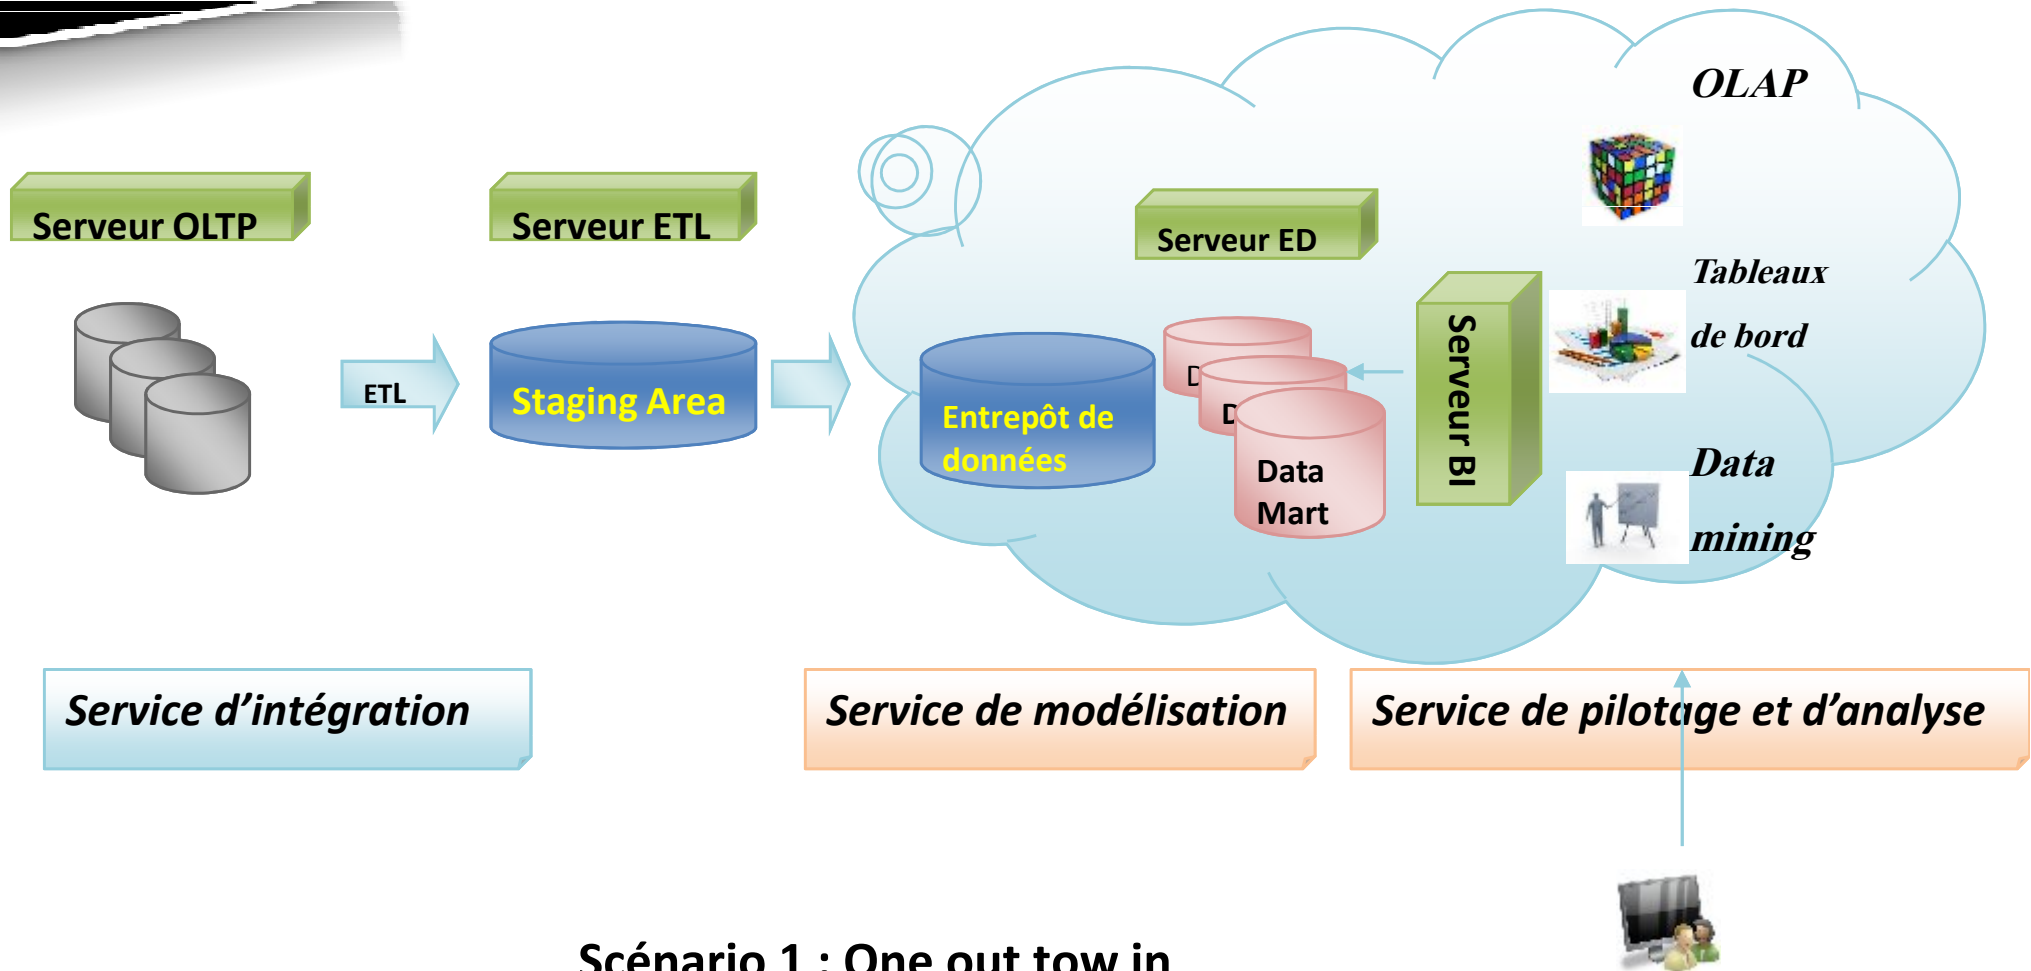 OLAP
Serveur OLTP
Serveur ETL
Serveur ED
Tableaux
de bord
Serveur BI
ETL
Staging Area
Entrepôt de
données
D
D
Data
Mart
Data
mining
Service d'intégration
Service de modélisation
Service de pilotage et d'analyse
Scénario 1 : One out tow in